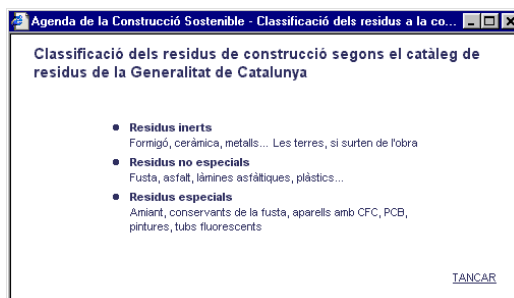 Agenda de la Construcció Sostenible - Classificació dels residus a la co...
Classificació dels residus de construcció segons el catàleg de
residus de la Generalitat de Catalunya
Residus inerts
Formigó, ceràmica, metalls... Les terres, si surten de l'obra
Residus no especials
Fusta, asfalt, làmines asfàltiques, plàstics...
Residus especials
Amiant, conservants de la fusta, aparells amb CFC, PCB,
pintures, tubs fluorescents
TANCAR